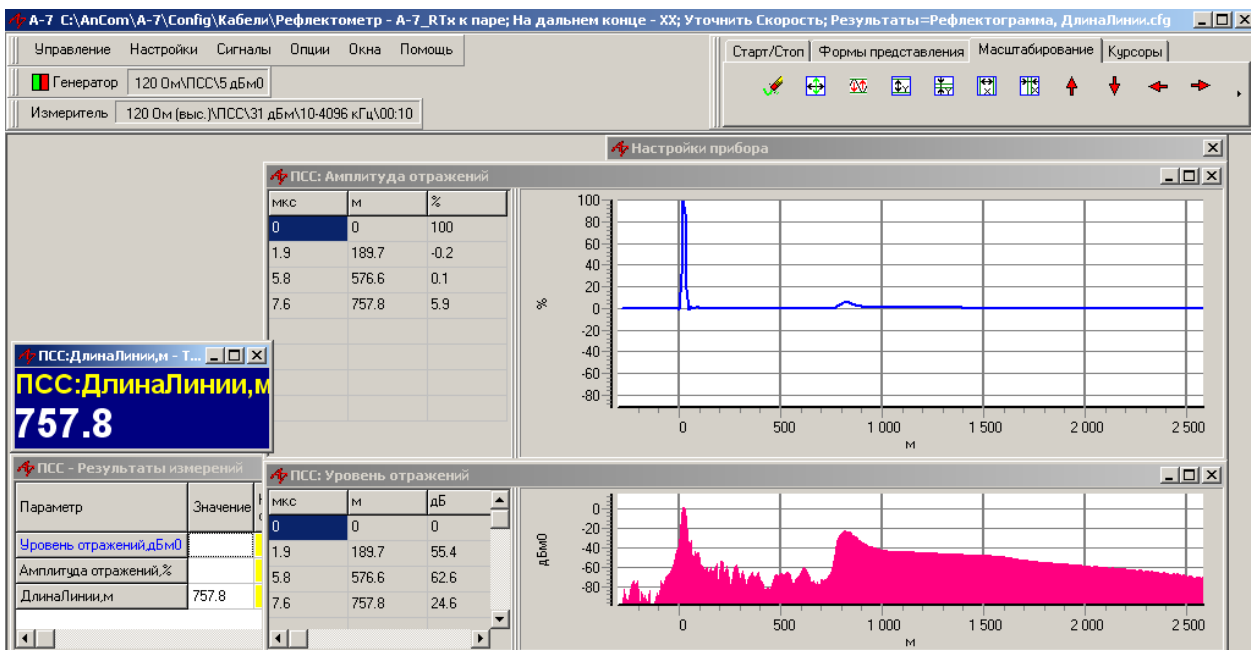 A-7 C:\AnCom\A-7\Config\Кабели\Рефлектометр - A-7_RTx к паре; На дальнем конце - XX; Уточнить Скорость; Результаты=Рефлектограмма, ДлинаЛинии.cfg
Управление Настройки Сигналы Опции Окна Помощь
Старт/Стоп Формы представления Масштабирование Курсоры
Генератор 120 Ом\ПСС\5 дБм0
Измеритель 120 Ом (выс.)\ПСС\31 дБм\10-4096 кГц\00:10
Настройки прибора
ПСС: Амплитуда отражений
мкс м %
0 0 100
1.9 189.7 -0.2
5.8 576.6 0.1
7.6 757.8 5.9
%
100
80
60
40
20
0
-20
-40
-60
-80
0 500 1 000 1 500 2 000 2 500
м
ПСС:ДлинаЛинии,м - Т...
ПСС:ДлинаЛинии,м
757.8
ПСС - Результаты измерений
Параметр Значение
Уровень отражений,дБм0
Амплитуда отражений,%
ДлинаЛинии,м 757.8
ПСС: Уровень отражений
мкс м дБ
0 0 0
1.9 189.7 55.4
5.8 576.6 62.6
7.6 757.8 24.6
дБм0
0
-20
-40
-60
-80
0 500 1 000 1 500 2 000 2 500
м